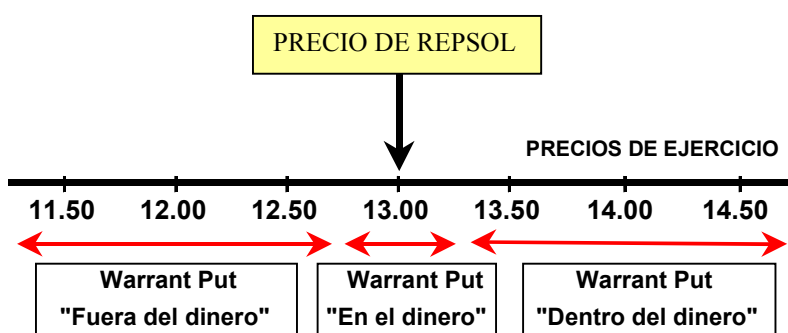 PRECIO DE REPSOL
PRECIOS DE EJERCICIO
11.50 12.00 12.50 13.00 13.50 14.00 14.50
Warrant Put Warrant Put Warrant Put
"Fuera del dinero" "En el dinero" "Dentro del dinero"